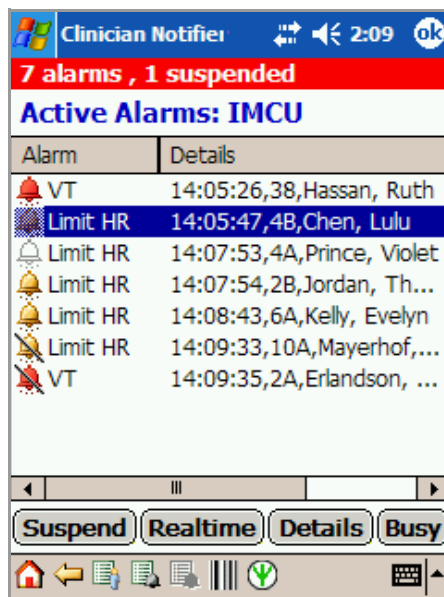 Clinician Notifier 2:09 ok
7 alarms , 1 suspended
Active Alarms: IMCU
Alarm Details
VT 14:05:26,38,Hassan, Ruth
Limit HR 14:05:47,4B,Chen, Lulu
Limit HR 14:07:53,4A,Prince, Violet
Limit HR 14:07:54,2B,Jordan, Th...
Limit HR 14:08:43,6A,Kelly, Evelyn
Limit HR 14:09:33,10A,Mayerhof,...
VT 14:09:35,2A,Erlandson, ...
Suspend Realtime Details Busy